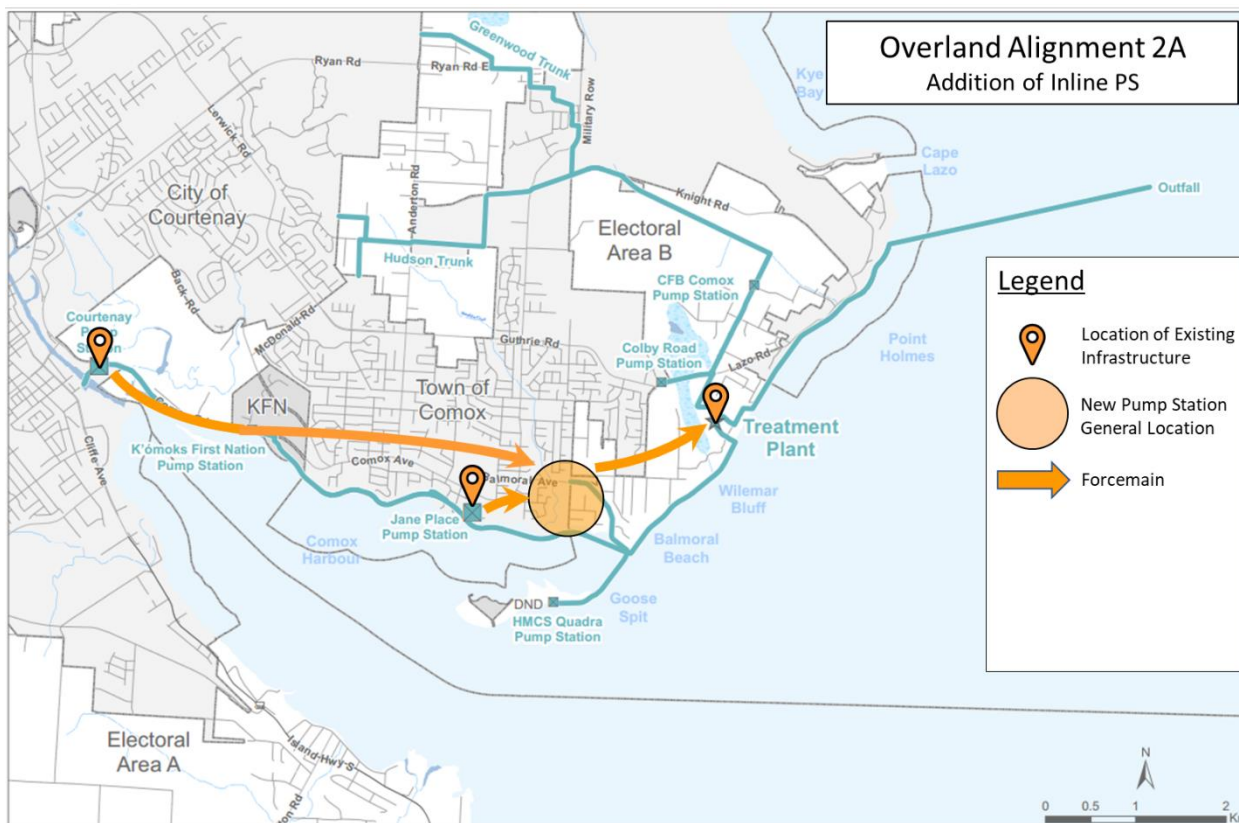 Overland Alignment 2A
Addition of Inline PS
Greenwood Trunk
Ryan Rd
Ryan Rd E
Kye
Bay
Military Row
Lerwick Rd
Cape
Lazo
City of
Courtenay
Anderton Rd
Knight Rd
Outfall
Electoral
Area B
Hudson Trunk
Back Rd
CFB Comox
Pump Station
Legend
Courtenay
Station
McDonald Rd
Guthrie Rd
Colby Road
Pump Station
Lazo Rd
Point
Holmes
Location of Existing
Infrastructure
Town of
Comox
KFN
Treatment
Plant
New Pump Station
General Location
K'ómoks First Nation
Pump Station
Comox Ave
Balmoral Ave
Cliffe Ave
Forcemain
Wilemar
Bluff
Jane Place
Pump Station
Comox
Harbour
Balmoral
Beach
Goose
Spit
DND
HMCS Quadra
Pump Station
Electoral
Area A
Island Hwy S
N
0 0.5 1 2